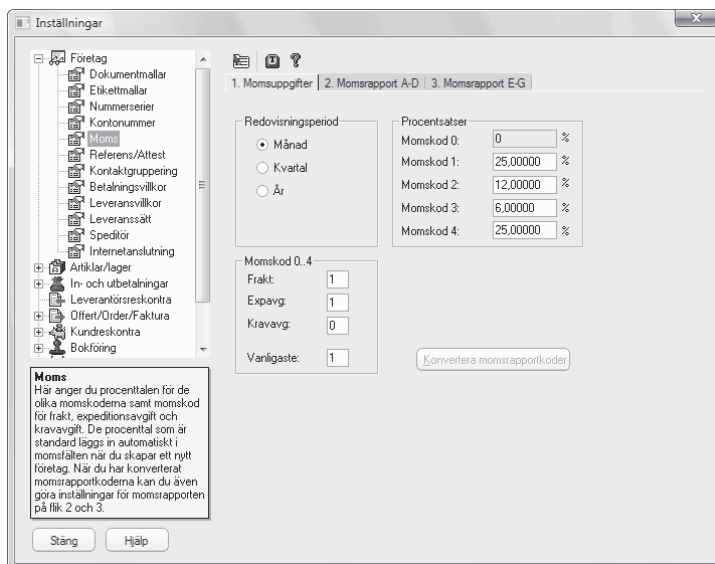 Inställningar
Företag
Dokumentmallar
Etikettmallar
Nummerserier
Kontonummer
Moms
Referens/Attest
Kontaktgruppering
Betalningsvillkor
Leveransvillkor
Leveranssätt
Speditör
Internetanslutning
Artiklar/lager
In- och utbetalningar
Leverantörsreskontra
Offert/Order/Faktura
Kundreskontra
Bokföring
Moms
Här anger du procenttalen för de
olika momskoderna samt momskod
för frakt, expeditionsavgift och
kravavgift. De procenttal som är
standard läggs in automatiskt i
momsfälten när du skapar ett nytt
företag. När du har konverterat
momsrapportkoderna kan du även
göra inställningar för momsrapporten
på flik 2 och 3.
Stäng Hjälp
1. Momsuppgifter 2. Momsrapport A-D 3. Momsrapport E-G
Redovisningsperiod
Månad
Kvartal
År
Procentsatser
Momskod 0: 0 %
Momskod 1: 25,00000 %
Momskod 2: 12,00000 %
Momskod 3: 6,00000 %
Momskod 4: 25,00000 %
Momskod 0..4
Frakt: 1
Expavg: 1
Kravavg: 0
Vanligaste: 1
Konvertera momsrapportkoder